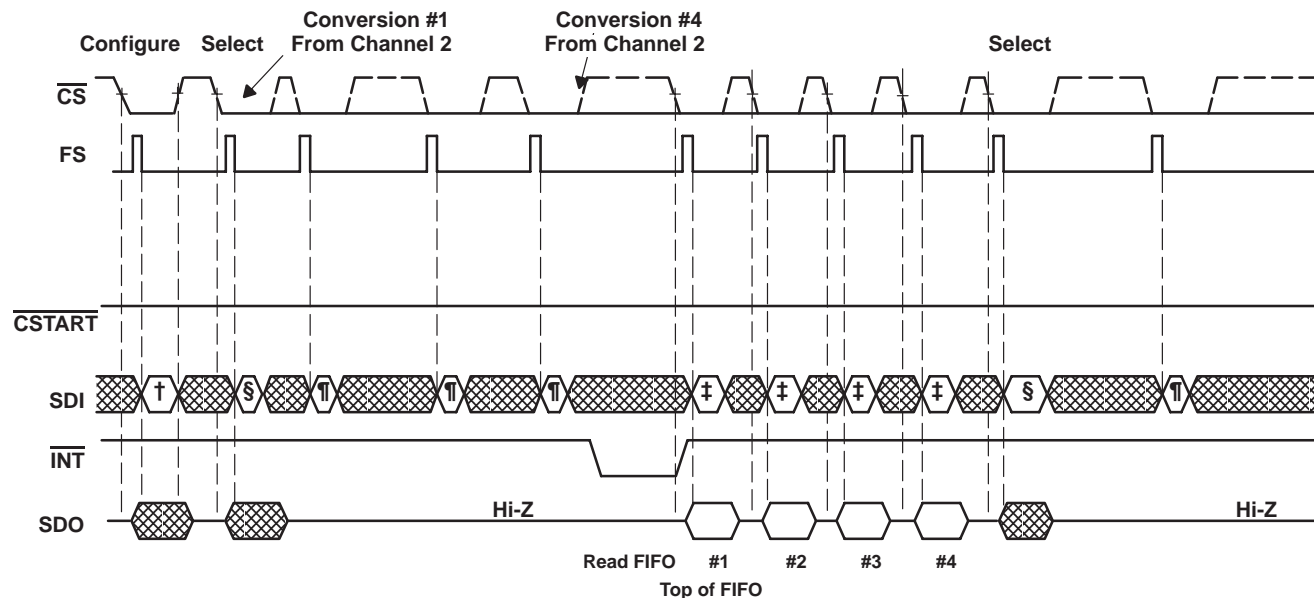 Conversion #1
From Channel 2
Conversion #4
From Channel 2
Configure
Select
Select
CS
FS
CSTART
SDI
†
§
¶
¶
¶
‡
‡
‡
‡
§
¶
INT
SDO
Hi-Z
Hi-Z
Read FIFO
#1
#2
#3
#4
Top of FIFO